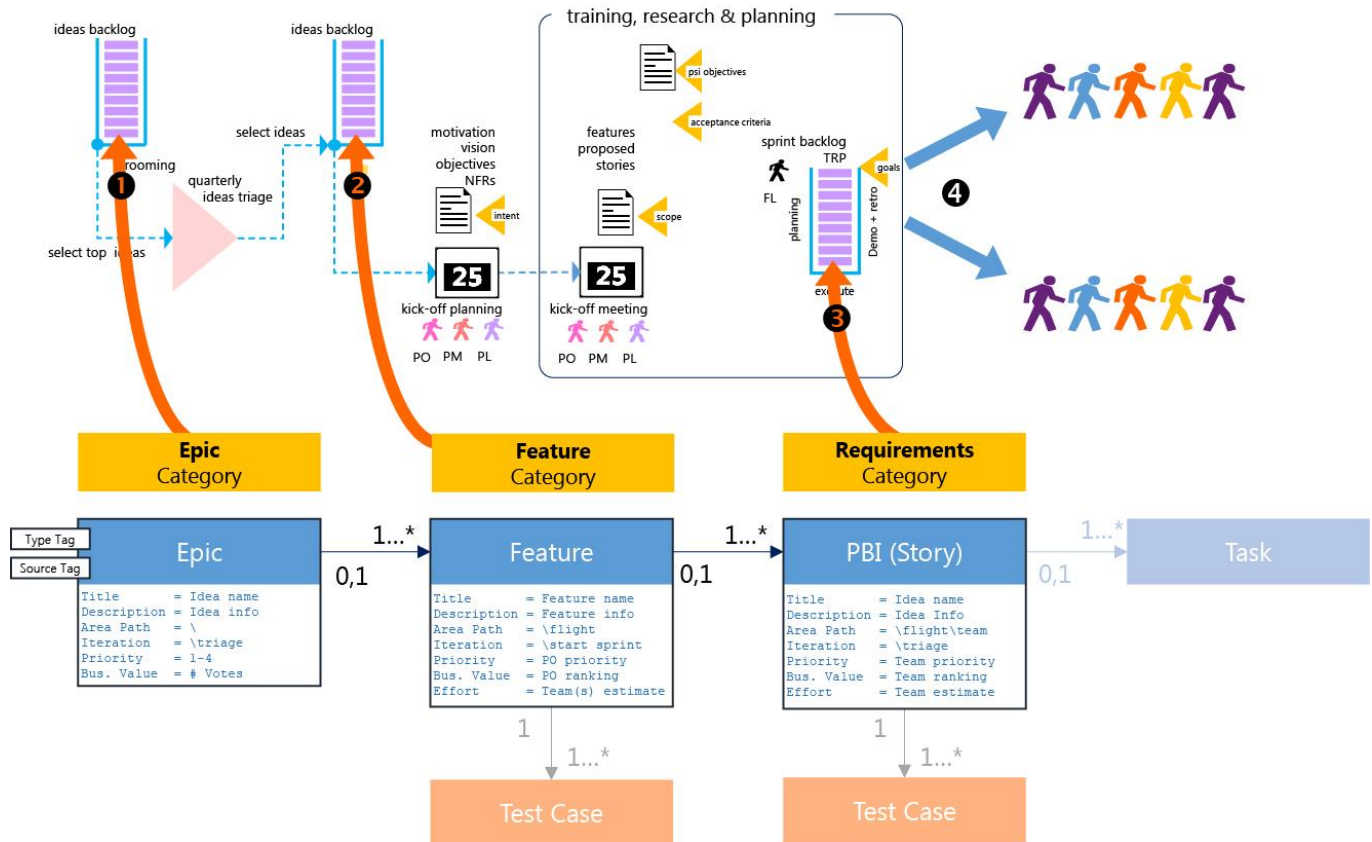 training, research & planning
ideas backlog
ideas backlog
psi objectives
acceptance criteria
select ideas
motivation
vision
objectives
NFRs
features
proposed
stories
sprint backlog
TRP
goals
rooming
1
quarterly
ideas triage
2
intent
scope
FL
planning
Demo + retro
4
select top ideas
25
25
kick-off planning
kick-off meeting
execute
3
PO PM PL
PO PM PL
Epic
Category
Feature
Category
Requirements
Category
Type Tag
Source Tag
Epic
1...*
0,1
Feature
1...*
0,1
PBI (Story)
1...*
0,1
Task
Title = Idea name
Description = Idea info
Area Path = \
Iteration = \triage
Priority = 1-4
Bus. Value = # Votes
Title = Feature name
Description = Feature info
Area Path = \flight
Iteration = \start sprint
Priority = PO priority
Bus. Value = PO ranking
Effort = Team(s) estimate
Title = Idea name
Description = Idea Info
Area Path = \flight\team
Iteration = \triage
Priority = Team priority
Bus. Value = Team ranking
Effort = Team estimate
1
1...*
1
1...*
Test Case
Test Case